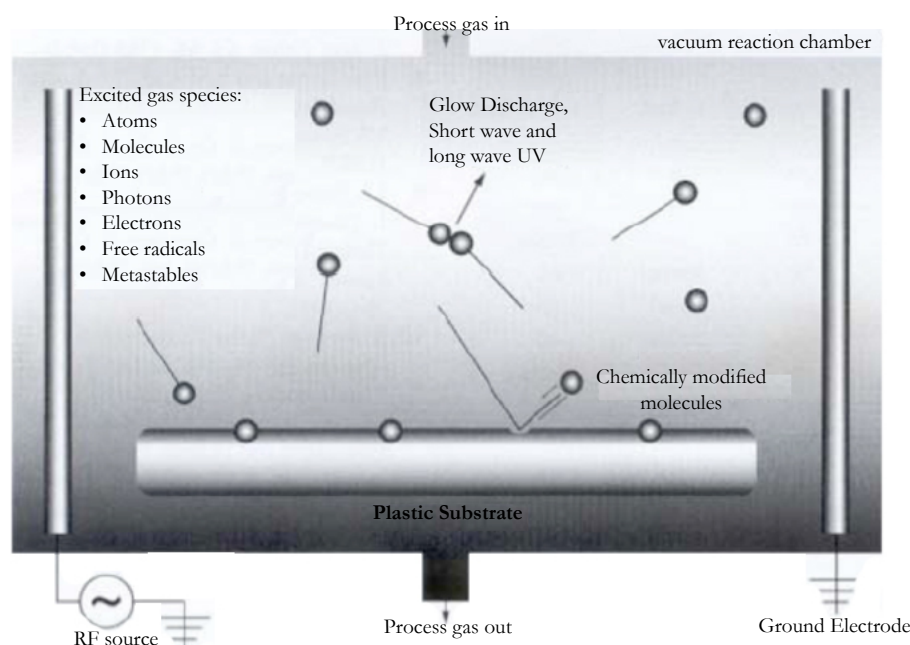 Process gas in
vacuum reaction chamber
Excited gas species:
• Atoms
• Molecules
• Ions
• Photons
• Electrons
• Free radicals
• Metastables
Glow Discharge,
Short wave and
long wave UV
Chemically modified
molecules
Plastic Substrate
RF source
Process gas out
Ground Electrode